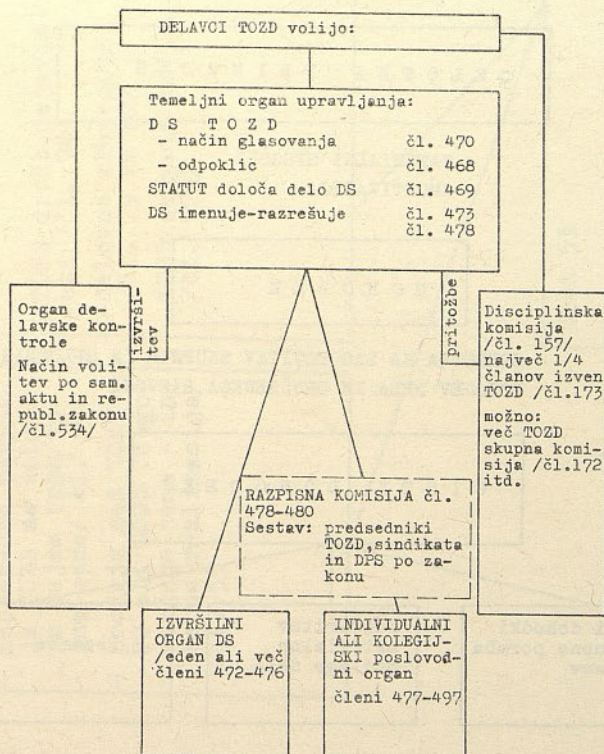 DELAVCI TOZD volijo:
Temeljni organ upravljanja:
D S T O Z D
- način glasovanja čl. 470
- odpoklic čl. 468
STATUT določa delo DS čl. 469
DS imenuje-razrešuje čl. 473
čl. 478
Organ de-
lavske kon-
trole
Način voli-
tev po sam.
aktu in re-
publ.zakonu
/čl.534/
izvrši-
tev
pritožbe
Disciplinska
komisija
/čl. 157/
največ 1/4
članov izven
TOZD /čl.173
možno:
več TOZD
skupna komi-
sija /čl.172
itd.
RAZPISNA KOMISIJA čl.
478-480
Sestav: predsedniki
TOZD,sindikata
in DPS po za-
konu
IZVRŠILNI
ORGAN DS
/eden ali več
členi 472-476
INDIVIDUALNI
ALI KOLEGIJ-
SKI poslovod-
ni organ
členi 477-497